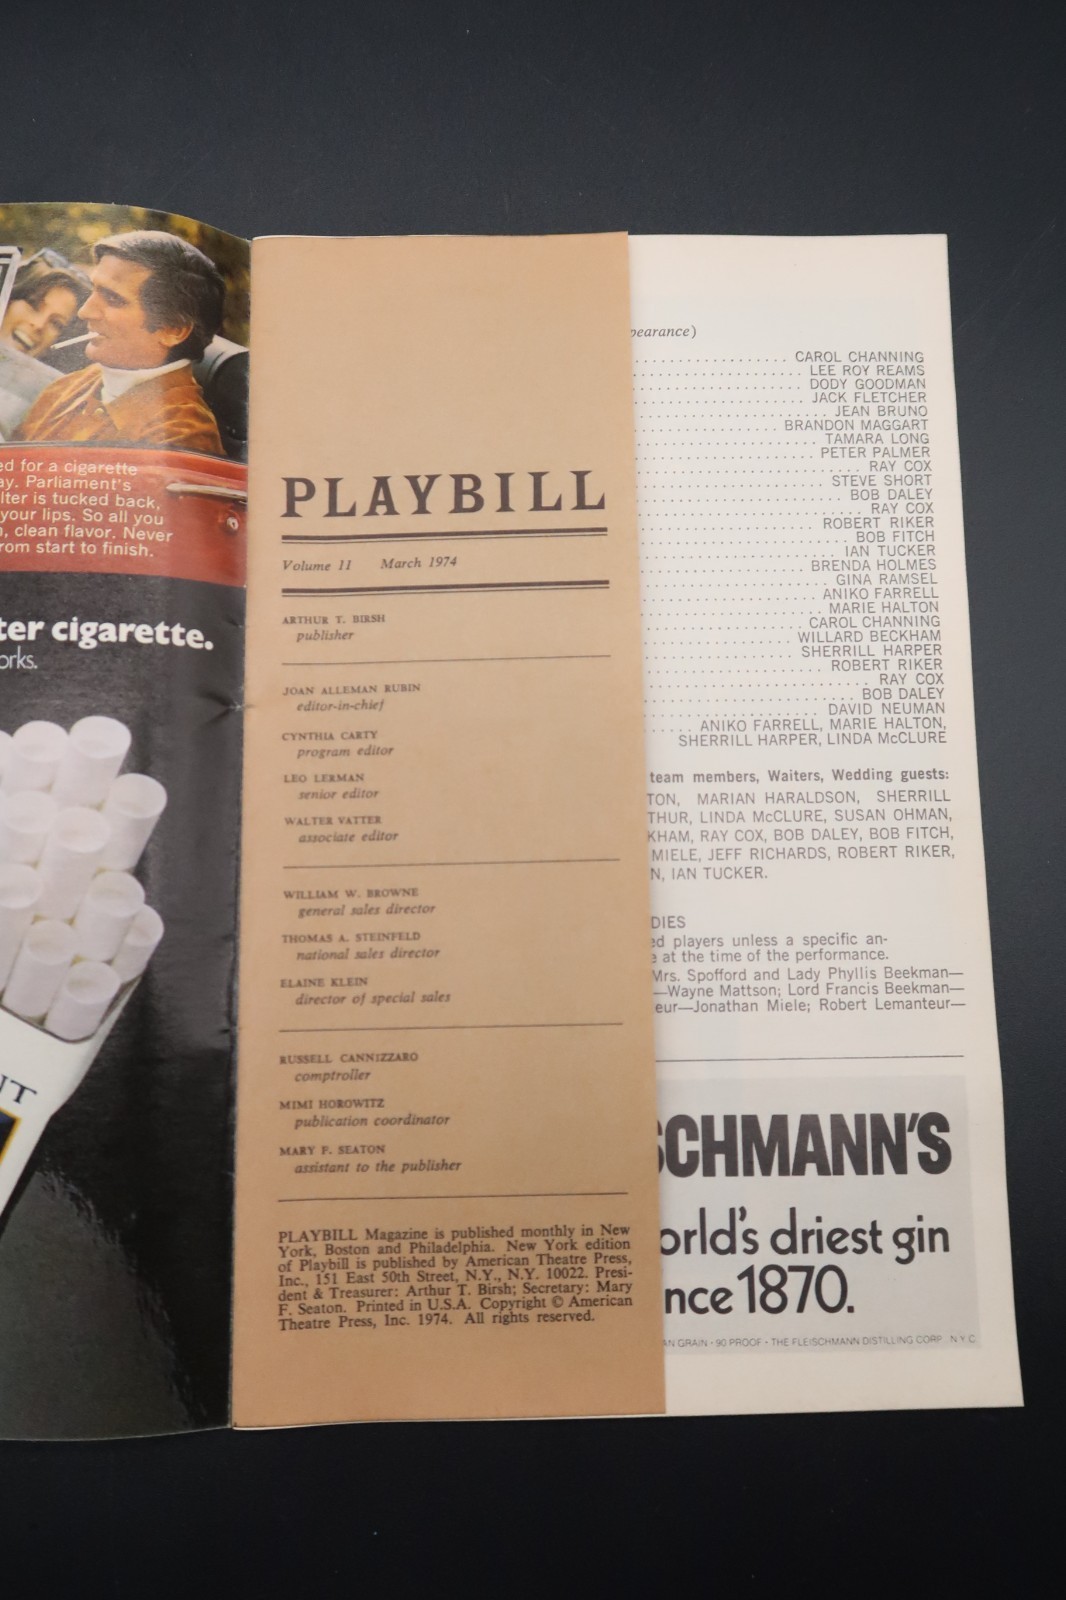 ed for a cigarette
ay. Parliament's
lter is tucked back,
your lips. So all you
n, clean flavor. Never
rom start to finish.
ter cigarette.
orks.
NT
PLAYBILL
Volume 11 March 1974
ARTHUR T. BIRSH
publisher
JOAN ALLEMAN RUBIN
editor-in-chief
CYNTHIA CARTY
program editor
LEO LERMAN
senior editor
WALTER VATTER
associate editor
WILLIAM W. BROWNE
general sales director
THOMAS A. STEINFELD
national sales director
ELAINE KLEIN
director of special sales
RUSSELL CANNIZZARO
comptroller
MIMI HOROWITZ
publication coordinator
MARY F. SEATON
assistant to the publisher
PLAYBILL Magazine is published monthly in New
York, Boston and Philadelphia. New York edition
of Playbill is published by American Theatre Press,
Inc., 151 East 50th Street, N.Y., N.Y. 10022. Presi-
dent & Treasurer: Arthur T. Birsh; Secretary: Mary
F. Seaton. Printed in U.S.A. Copyright © American
Theatre Press, Inc. 1974. All rights reserved.
pearance)
CAROL CHANNING
LEE ROY REAMS
DODY GOODMAN
JACK FLETCHER
JEAN BRUNO
BRANDON MAGGART
TAMARA LONG
PETER PALMER
RAY COX
STEVE SHORT
BOB DALEY
RAY COX
ROBERT RIKER
BOB FITCH
IAN TUCKER
BRENDA HOLMES
GINA RAMSEL
ANIKO FARRELL
MARIE HALTON
CAROL CHANNING
WILLARD BECKHAM
SHERRILL HARPER
ROBERT RIKER
RAY COX
BOB DALEY
DAVID NEUMAN
ANIKO FARRELL, MARIE HALTON,
SHERRILL HARPER, LINDA McCLURE
team members, Waiters, Wedding guests:
TON, MARIAN HARALDSON, SHERRILL
THUR, LINDA McCLURE, SUSAN OHMAN,
KHAM, RAY COX, BOB DALEY, BOB FITCH,
MIELE, JEFF RICHARDS, ROBERT RIKER,
N, IAN TUCKER.
DIES
ed players unless a specific an-
e at the time of the performance.
Mrs. Spofford and Lady Phyllis Beekman—
—Wayne Mattson; Lord Francis Beekman—
eur—Jonathan Miele; Robert Lemanteur—
SCHMANN'S
orld's driest gin
nce 1870.
AN GRAIN • 90 PROOF • THE FLEISCHMANN DISTILLING CORP. N Y C